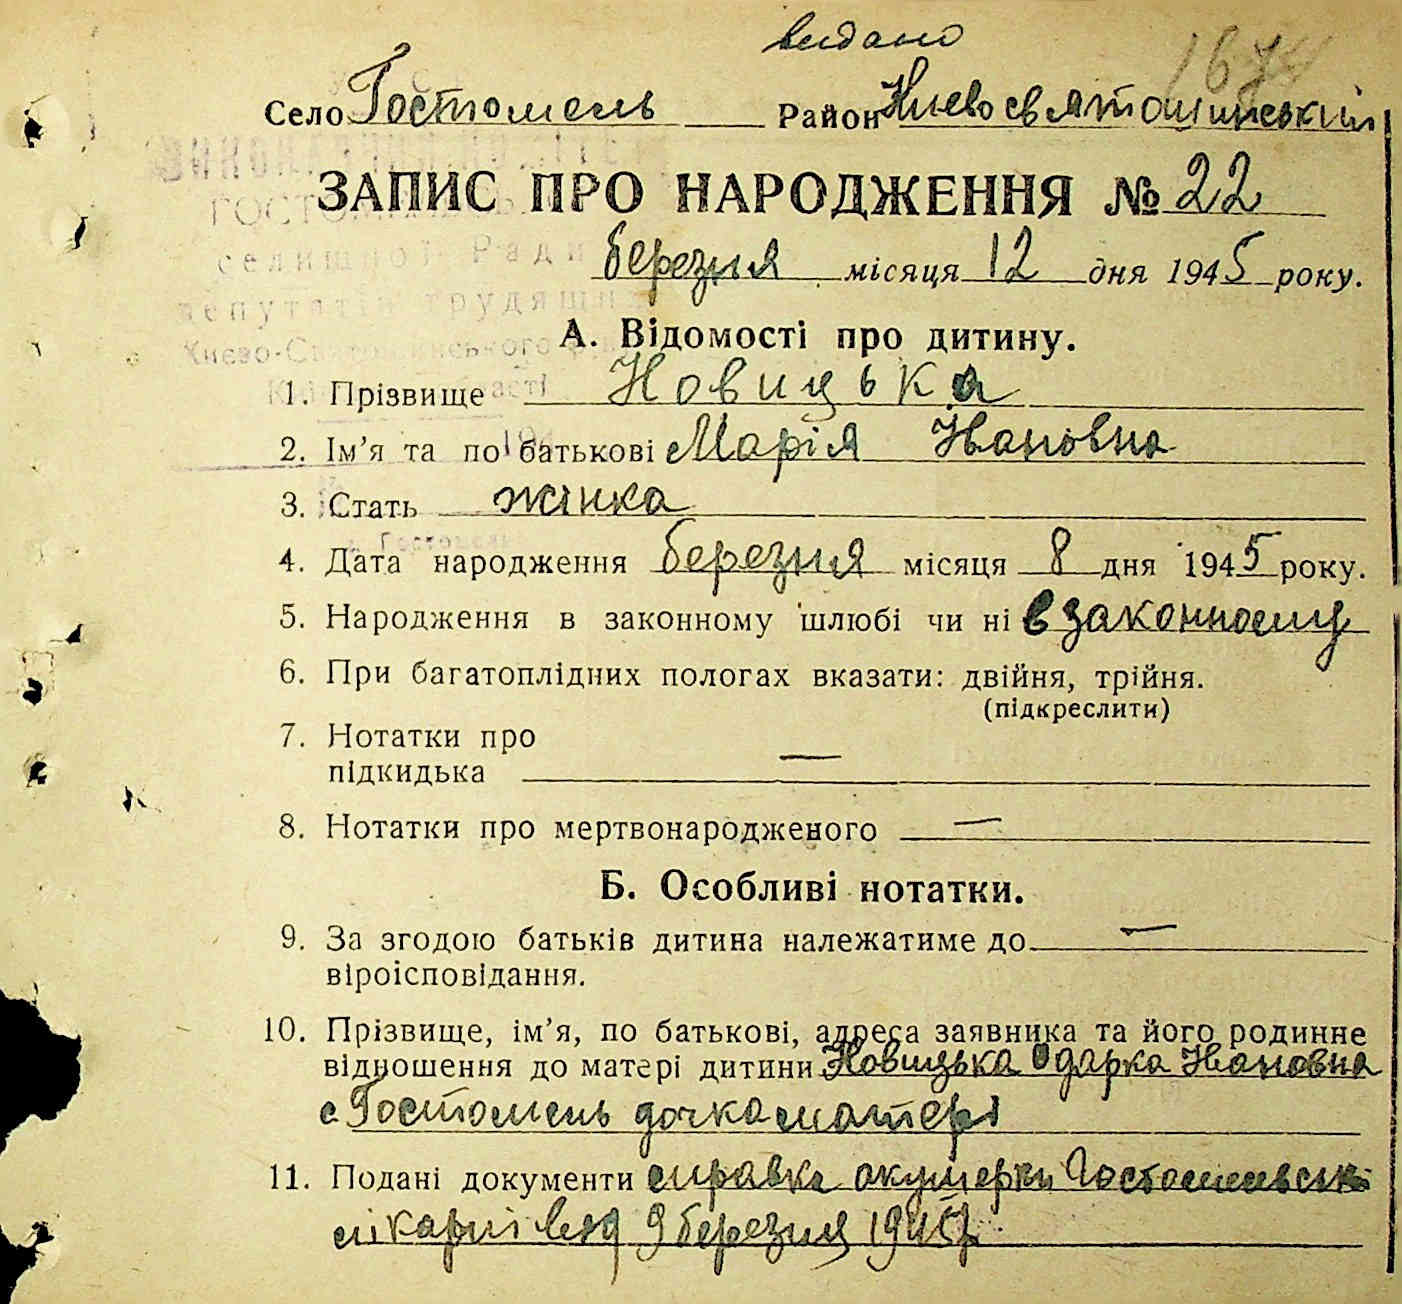 видано
Село Гостомель Район Києвосвятошинський
ЗАПИС ПРО НАРОДЖЕННЯ № 22
березня місяця 12 дня 1945 року.
А. Відомості про дитину.
1. Прізвище Новицька
2. Ім'я та по батькові Марія Івановна
3. Стать жінка
4. Дата народження березня місяця 8 дня 1945 року.
5. Народження в законному шлюбі чи ні в законному
6. При багатоплідних пологах вказати: двійня, трійня.
(підкреслити)
7. Нотатки про
підкидька —
8. Нотатки про мертвонародженого —
Б. Особливі нотатки.
9. За згодою батьків дитина належатиме до —
віроісповідання.
10. Прізвище, ім'я, по батькові, адреса заявника та його родинне
відношення до матері дитини Новицька Одарка Івановна
с Гостомель дочка матері
11. Подані документи справка акушерки
лікарні від 9 березня 1945р